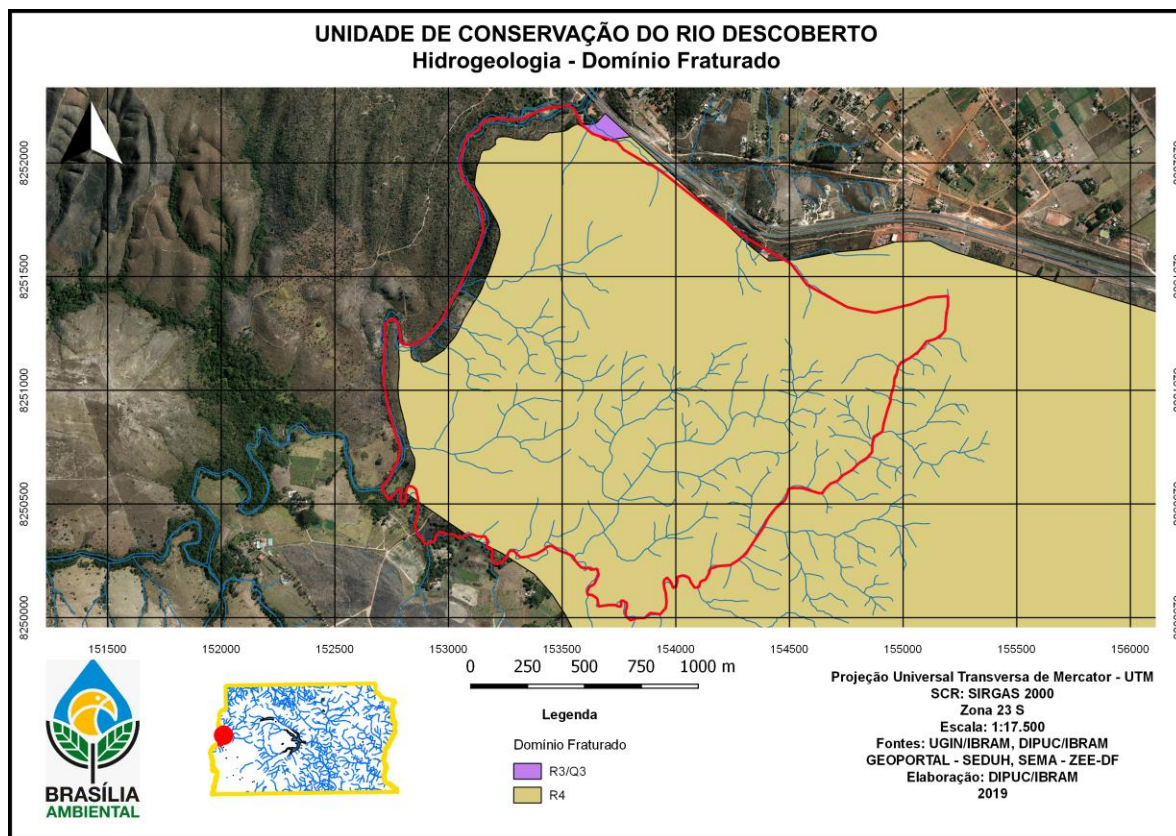 UNIDADE DE CONSERVAÇÃO DO RIO DESCOBERTO
Hidrogeologia - Domínio Fraturado
8252000
8251500
8251000
8250500
8250000
151500 152000 152500 153000 153500 154000 154500 155000 155500 156000
0 250 500 750 1000 m
Legenda
Domínio Fraturado
R3/Q3
R4
BRASÍLIA
AMBIENTAL
Projeção Universal Transversa de Mercator - UTM
SCR: SIRGAS 2000
Zona 23 S
Escala: 1:17.500
Fontes: UGIN/IBRAM, DIPUC/IBRAM
GEOPORTAL - SEDUH, SEMA - ZEE-DF
Elaboração: DIPUC/IBRAM
2019